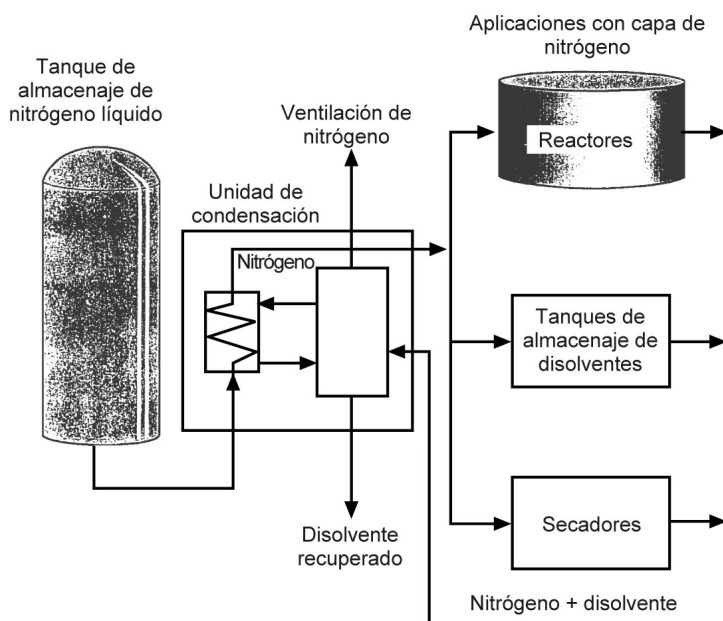 Aplicaciones con capa de
nitrógeno
Tanque de
almacenaje de
nitrógeno líquido
Ventilación de
nitrógeno
Reactores
Unidad de
condensación
Nitrógeno
Tanques de
almacenaje de
disolventes
Secadores
Disolvente
recuperado
Nitrógeno + disolvente